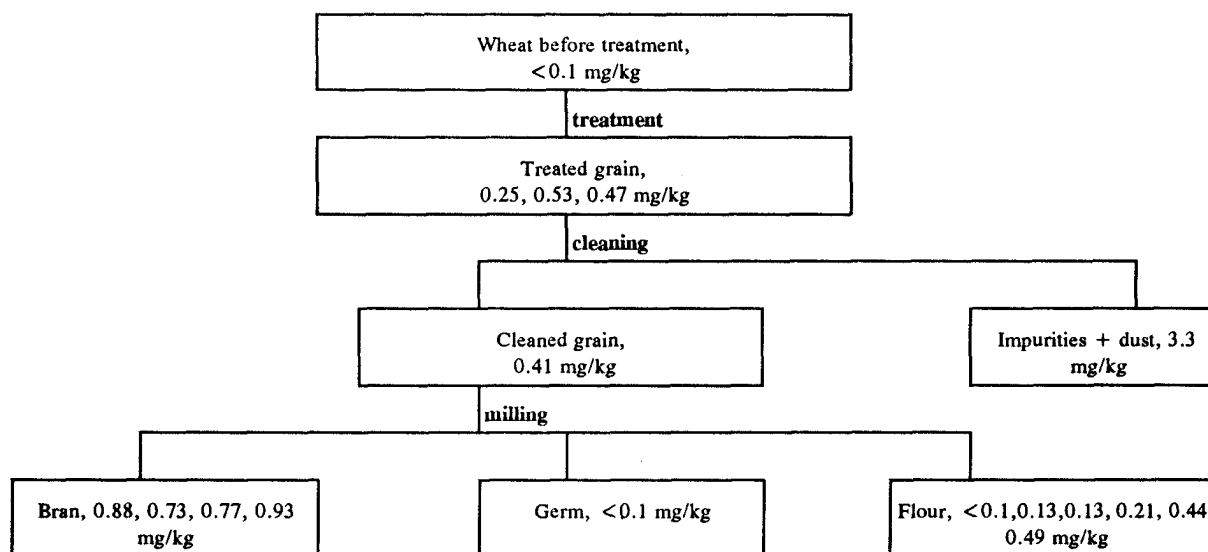 Wheat before treatment,
<0.1 mg/kg
treatment
Treated grain,
0.25, 0.53, 0.47 mg/kg
cleaning
Cleaned grain,
0.41 mg/kg
Impurities + dust, 3.3
mg/kg
milling
Bran, 0.88, 0.73, 0.77, 0.93
mg/kg
Germ, <0.1 mg/kg
Flour, <0.1,0.13,0.13, 0.21, 0.44
0.49 mg/kg